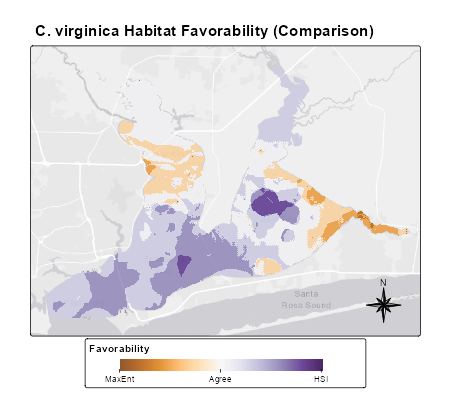 C. virginica Habitat Favorability (Comparison)
Santa
Rosa Sound
N
Favorability
MaxEnt Agree HSI